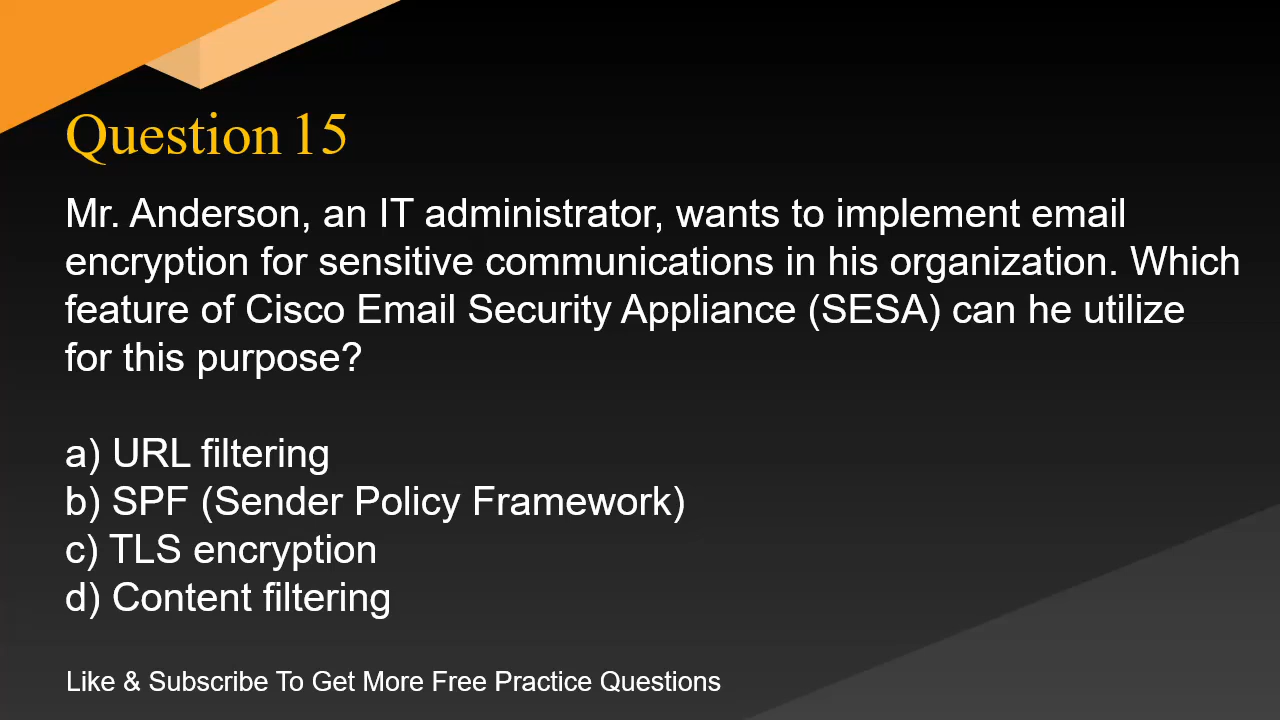 Question 15
Mr. Anderson, an IT administrator, wants to implement email
encryption for sensitive communications in his organization. Which
feature of Cisco Email Security Appliance (SESA) can he utilize
for this purpose?
a) URL filtering
b) SPF (Sender Policy Framework)
c) TLS encryption
d) Content filtering
Like & Subscribe To Get More Free Practice Questions